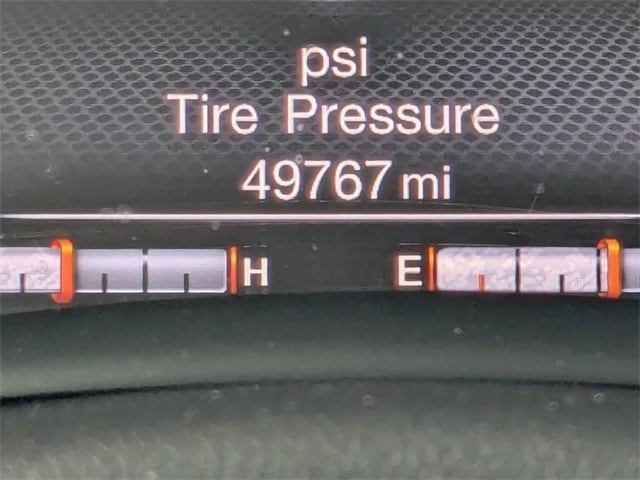 psi
Tire Pressure
49767 mi
H E